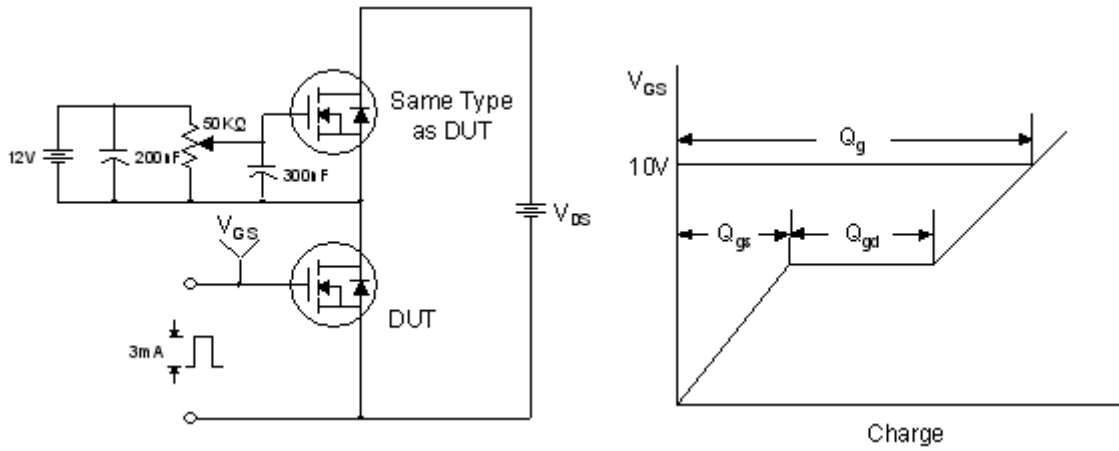 Same Type
as DUT
50KΩ
12V
200nF
300nF
V_GS
V_DS
DUT
3mA
V_GS
Q_g
10V
Q_gs
Q_gd
Charge